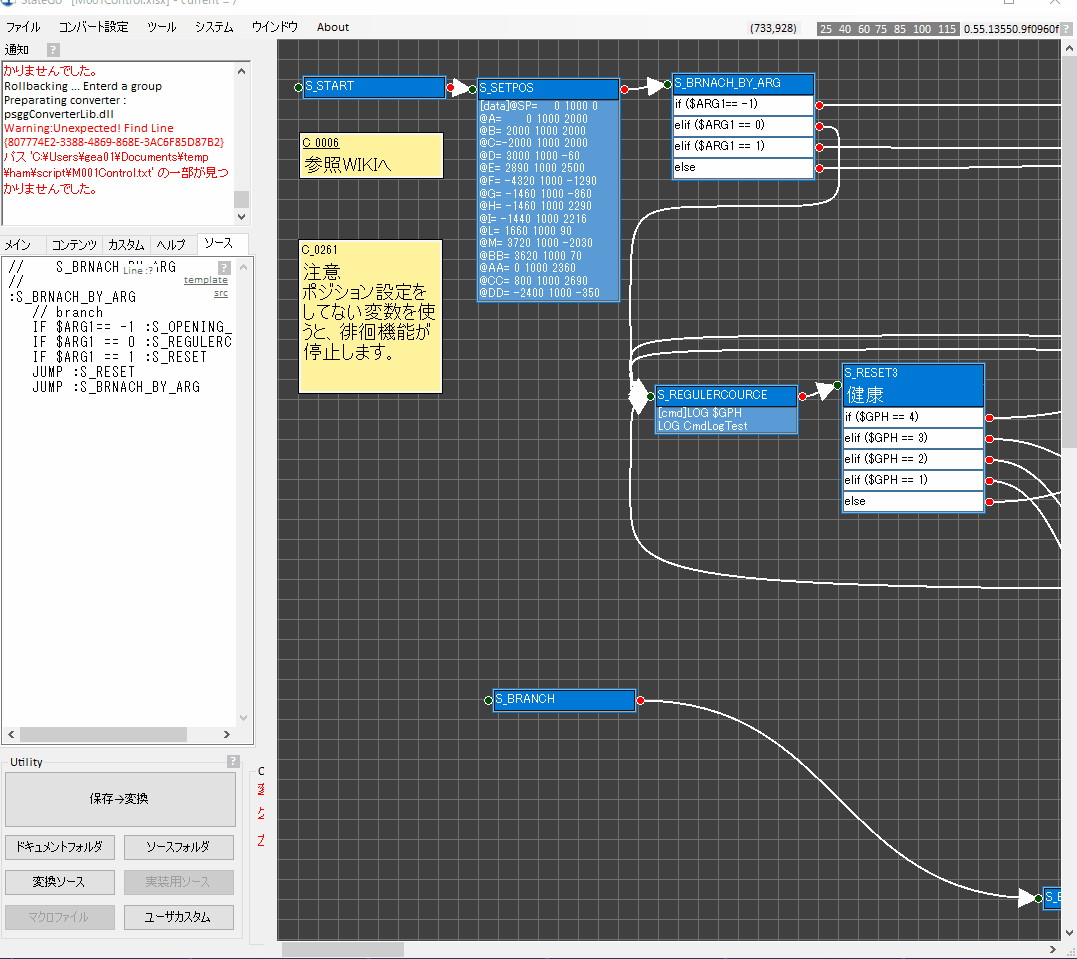 StateGo - [M001Control.xlsx] - current = /
ファイル コンバート設定 ツール システム ウインドウ About
(733,928) 25 40 60 75 85 100 115 0.55.13550.9f0960f ?
通知 ?
かりませんでした。
Rollbacking ... Enterd a group
Preparating converter :
psggConverterLib.dll
Warning:Unexpected! Find Line
{807774E2-3388-4869-868E-3AC6F85D87B2}
パス 'C:¥Users¥gea01¥Documents¥temp
¥ham¥script¥M001Control.txt' の一部が見つ
かりませんでした。
メイン コンテンツ カスタム ヘルプ ソース
// S_BRNACH_BY_ARG
Line :?
?
template
src
//
:S_BRNACH_BY_ARG
// branch
IF $ARG1== -1 :S_OPENING_
IF $ARG1 == 0 :S_REGULERC
IF $ARG1 == 1 :S_RESET
JUMP :S_RESET
JUMP :S_BRNACH_BY_ARG
Utility ?
保存→変換
ドキュメントフォルダ ソースフォルダ
変換ソース 実装用ソース
マクロファイル ユーザカスタム
S_START
C_0006
参照WIKIへ
C_0261
注意
ポジション設定を
してない変数を使
うと、徘徊機能が
停止します。
S_SETPOS
[data]@SP= 0 1000 0
@A= 0 1000 2000
@B= 2000 1000 2000
@C=-2000 1000 2000
@D= 3000 1000 -60
@E= 2890 1000 2500
@F= -4320 1000 -1290
@G= -1460 1000 -860
@H= -1460 1000 2290
@I= -1440 1000 2216
@L= 1660 1000 90
@M= 3720 1000 -2030
@BB= 3620 1000 70
@AA= 0 1000 2360
@CC= 800 1000 2690
@DD= -2400 1000 -350
S_BRNACH_BY_ARG
if ($ARG1== -1)
elif ($ARG1 == 0)
elif ($ARG1 == 1)
else
S_REGULERCOURCE
[cmd]LOG $GPH
LOG CmdLogTest
S_RESET3
健康
if ($GPH == 4)
elif ($GPH == 3)
elif ($GPH == 2)
elif ($GPH == 1)
else
S_BRANCH